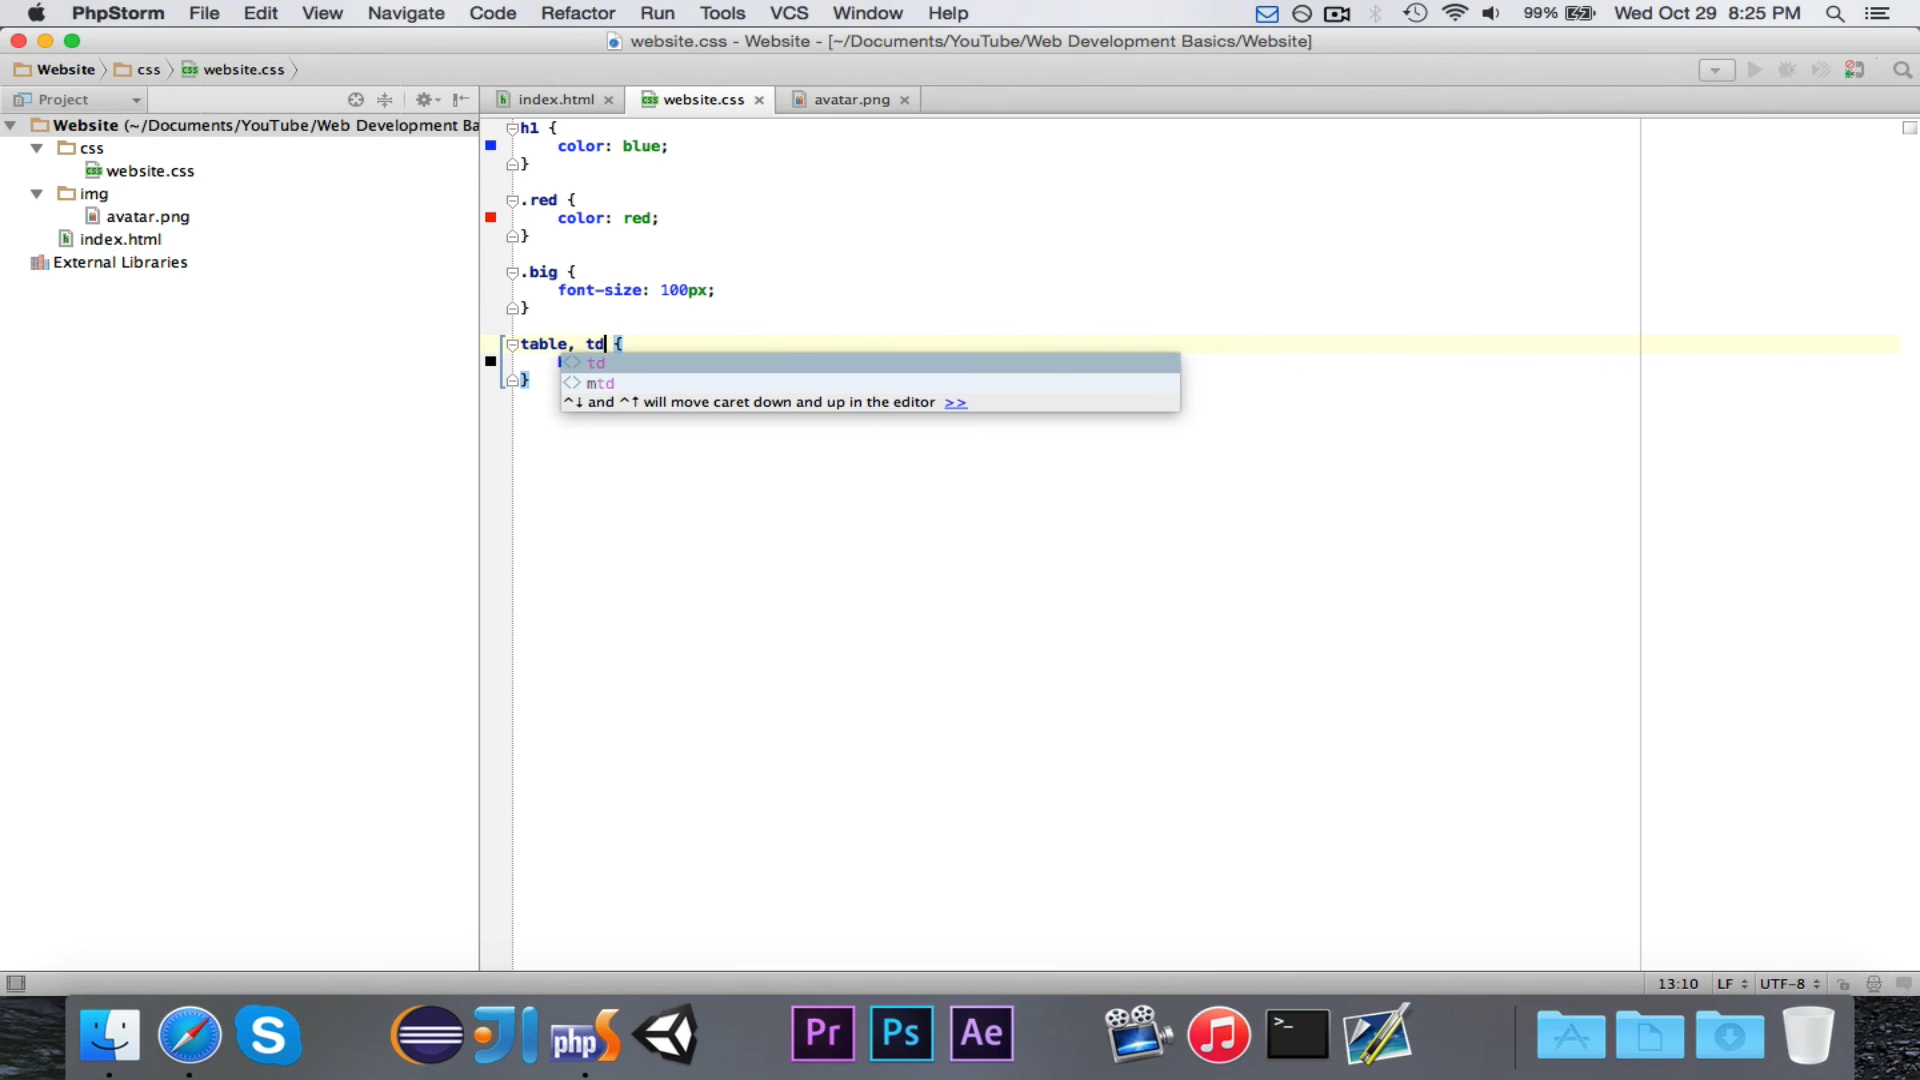 PhpStorm File Edit View Navigate Code Refactor Run Tools VCS Window Help 99% Wed Oct 29 8:25 PM
website.css - Website - [~/Documents/YouTube/Web Development Basics/Website]
Website css website.css
Project index.html website.css avatar.png
Website (~/Documents/YouTube/Web Development Ba
css
website.css
img
avatar.png
index.html
External Libraries
h1 {
color: blue;
}
.red {
color: red;
}
.big {
font-size: 100px;
}
table, td {
<> td
<> mtd
}
^↓ and ^↑ will move caret down and up in the editor >>
13:10 LF UTF-8
S php S Pr Ps Ae >_